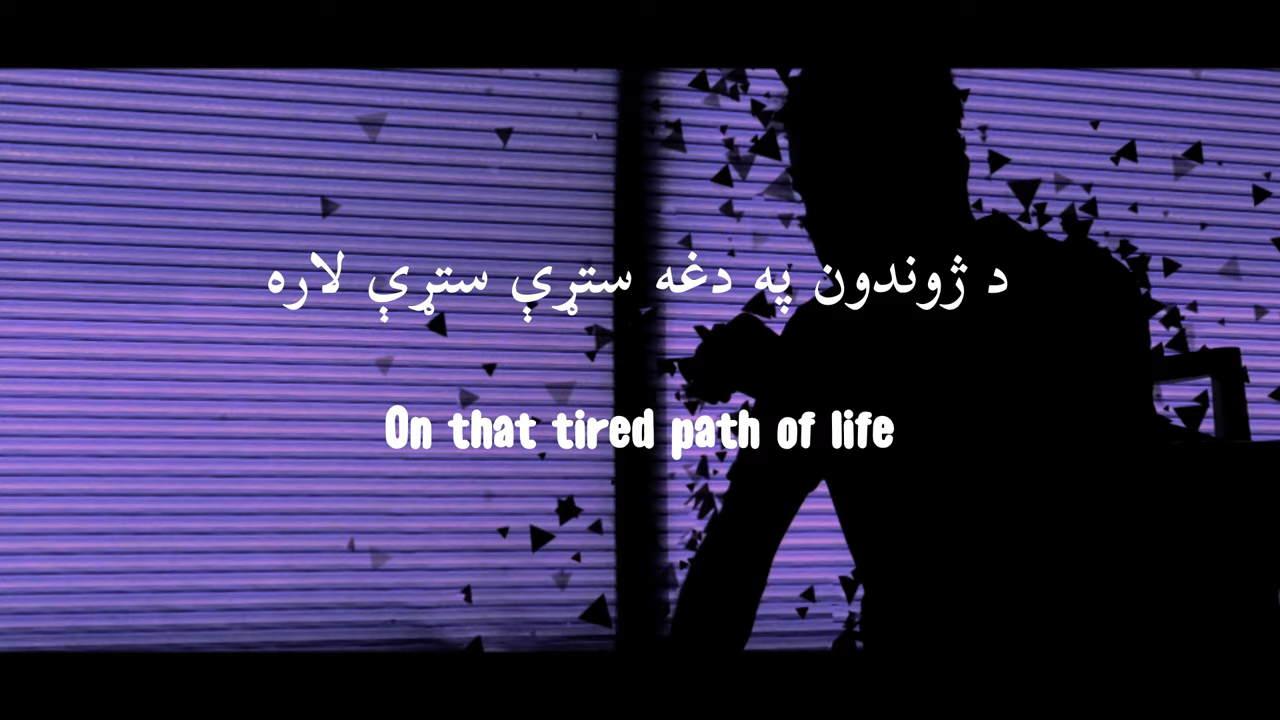 د ژوندون په دغه ستړې ستړې لاره
On that tired path of life